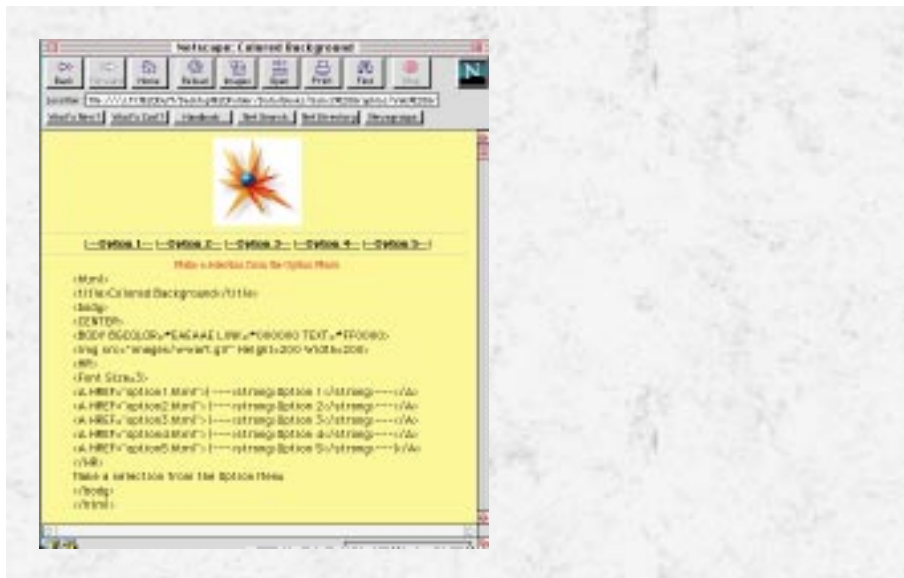 Netscape: Colored Background
Back Home Reload Images Open Print Find
Location:
What's New? What's Cool? Handbook Net Search Net Directory Newsgroups
|--Option 1-- |--Option 2-- |--Option 3-- |--Option 4-- |--Option 5--|
Make a selection from the Option Menu
<html>
<title>Colored Background</title>
<body>
<CENTER>
<BODY BGCOLOR=#EAEAAE LINK=#000000 TEXT=#FF0000>
<img src="images/ Height=200 Width=200>
<HR>
<Font Size=3>
<A HREF="option1.html">|---<strong>Option 1</strong>---</A>
<A HREF="option2.html">|---<strong>Option 2</strong>---</A>
<A HREF="option3.html">|---<strong>Option 3</strong>---</A>
<A HREF="option4.html">|---<strong>Option 4</strong>---</A>
<A HREF="option5.html">|---<strong>Option 5</strong>---|</A>
</HR>
Make a selection from the Option Menu
</body>
</html>